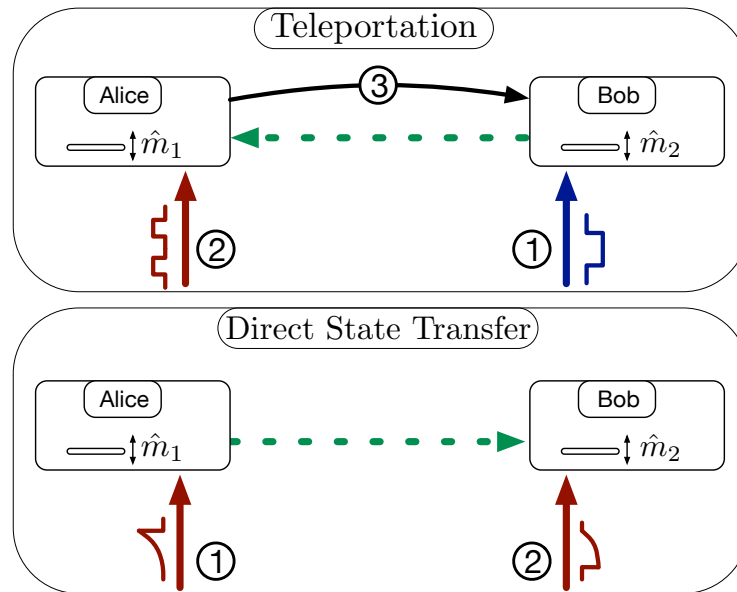 Teleportation
③
Alice
Bob
m̂₁
m̂₂
②
①
Direct State Transfer
Alice
Bob
m̂₁
m̂₂
①
②